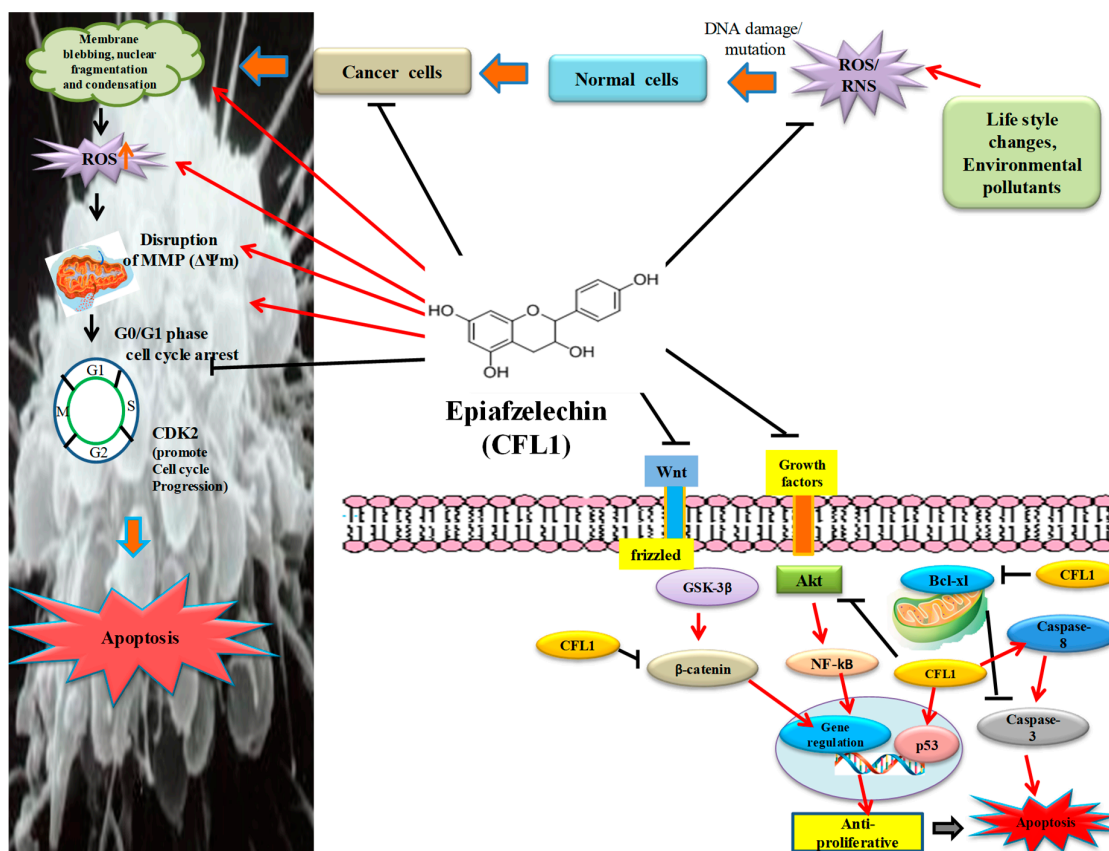 Membrane
blebbing, nuclear
fragmentation
and condensation
Cancer cells
Normal cells
DNA damage/
mutation
ROS/
RNS
Life style
changes,
Environmental
pollutants
ROS
Disruption
of MMP (ΔΨm)
G0/G1 phase
cell cycle arrest
G1
M
S
G2
CDK2
(promote
Cell cycle
Progression)
Apoptosis
OH
HO
O
OH
OH
Epiafzelechin
(CFL1)
Wnt
Growth
factors
frizzled
GSK-3β
Akt
Bcl-xl
CFL1
CFL1
β-catenin
NF-kB
CFL1
Caspase-
8
Gene
regulation
p53
Caspase-
3
Anti-
proliferative
Apoptosis